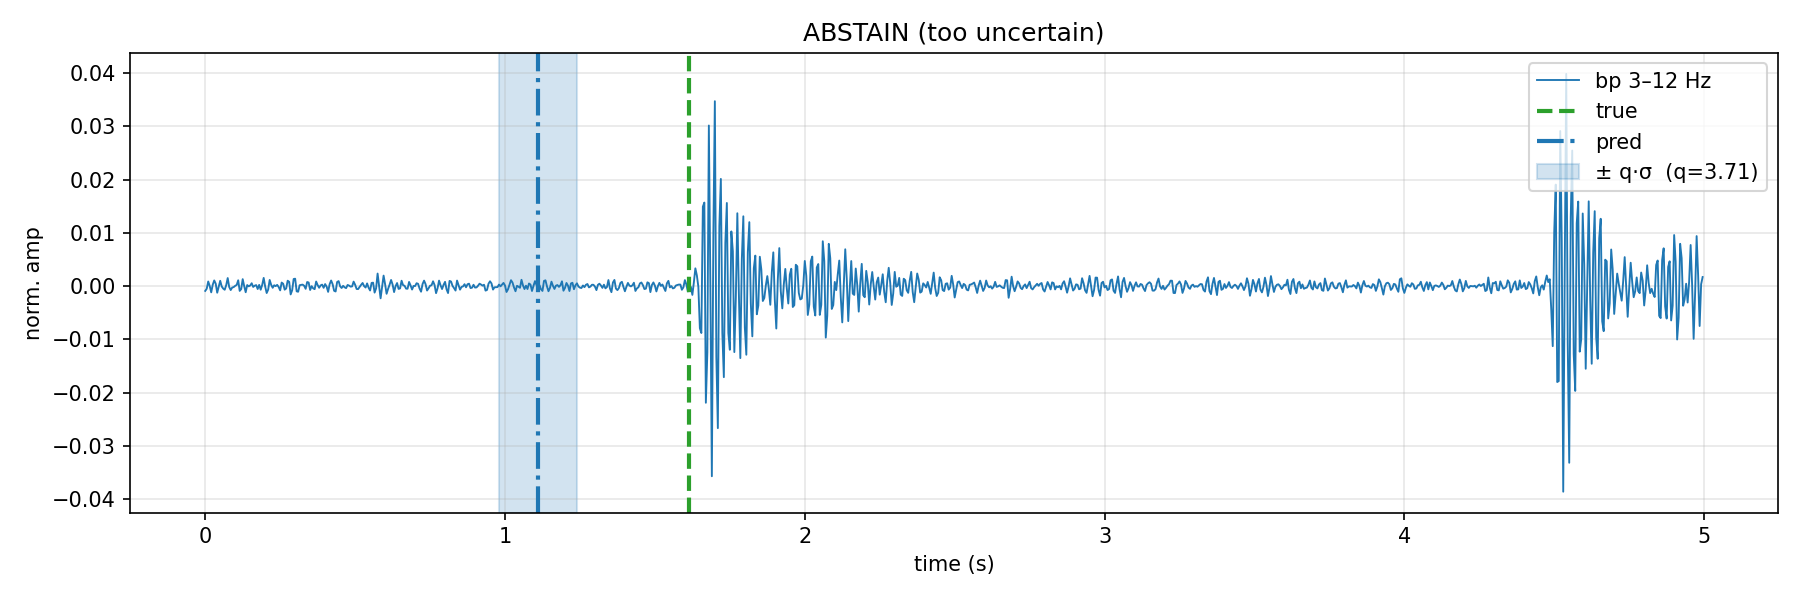 ABSTAIN (too uncertain)
bp 3–12 Hz
true
pred
± q·σ (q=3.71)
norm. amp
0.04
0.03
0.02
0.01
0.00
−0.01
−0.02
−0.03
−0.04
0 1 2 3 4 5
time (s)